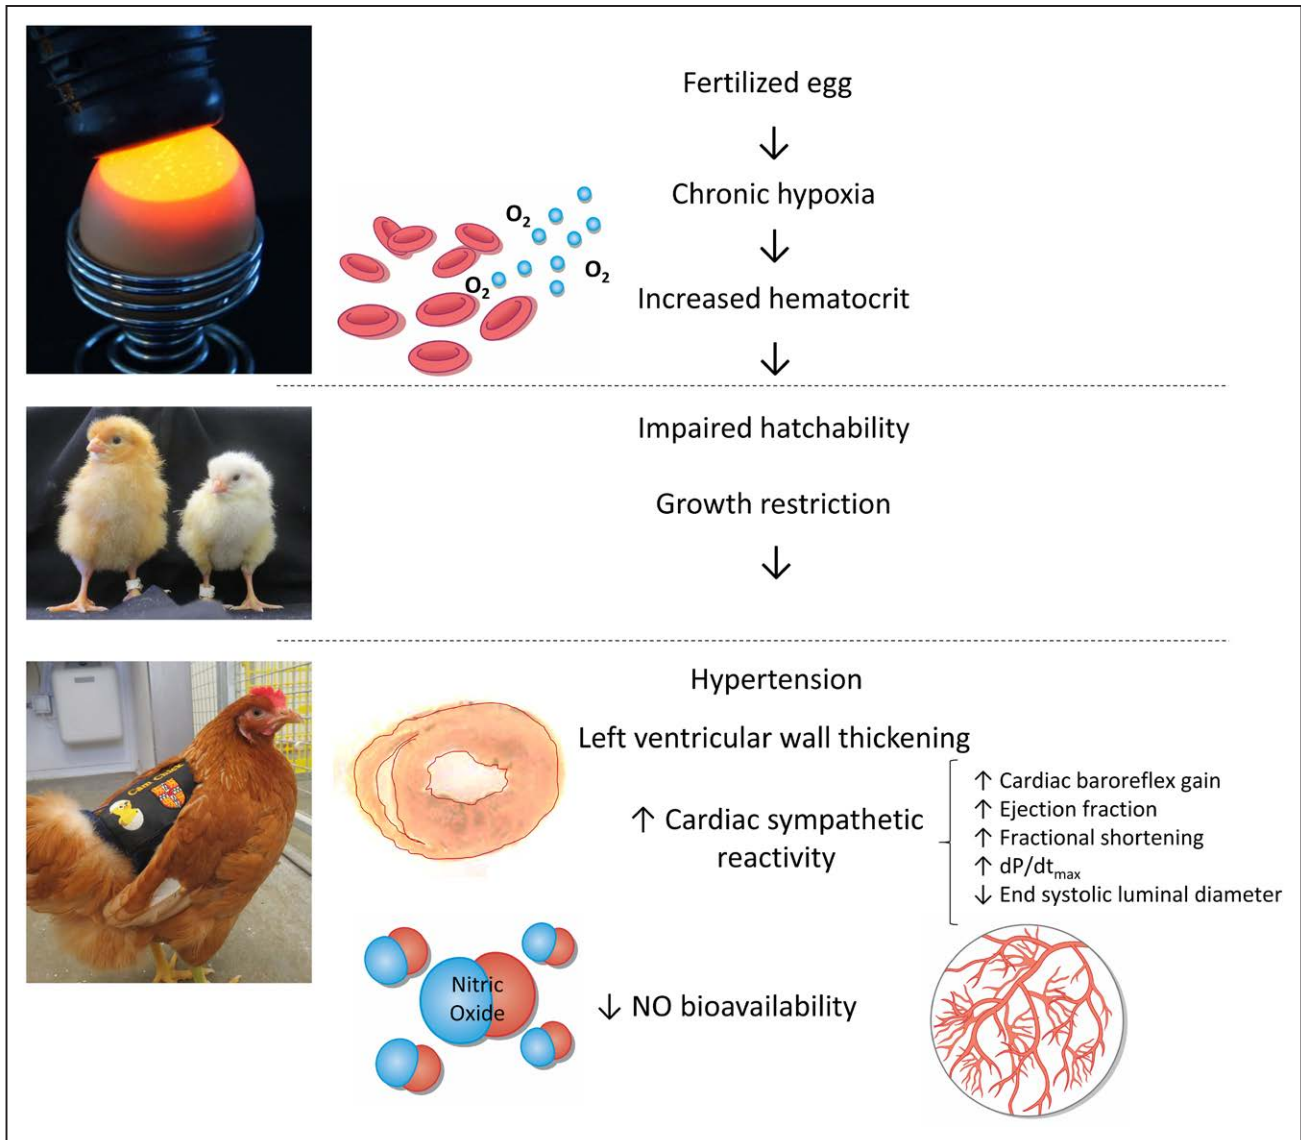 Fertilized egg
↓
Chronic hypoxia
↓
O₂
O₂
O₂
Increased hematocrit
↓
Impaired hatchability
Growth restriction
↓
Hypertension
Left ventricular wall thickening
↑ Cardiac sympathetic
reactivity
↑ Cardiac baroreflex gain
↑ Ejection fraction
↑ Fractional shortening
↑ dP/dtmax
↓ End systolic luminal diameter
Cam Chick
Nitric
Oxide
↓ NO bioavailability